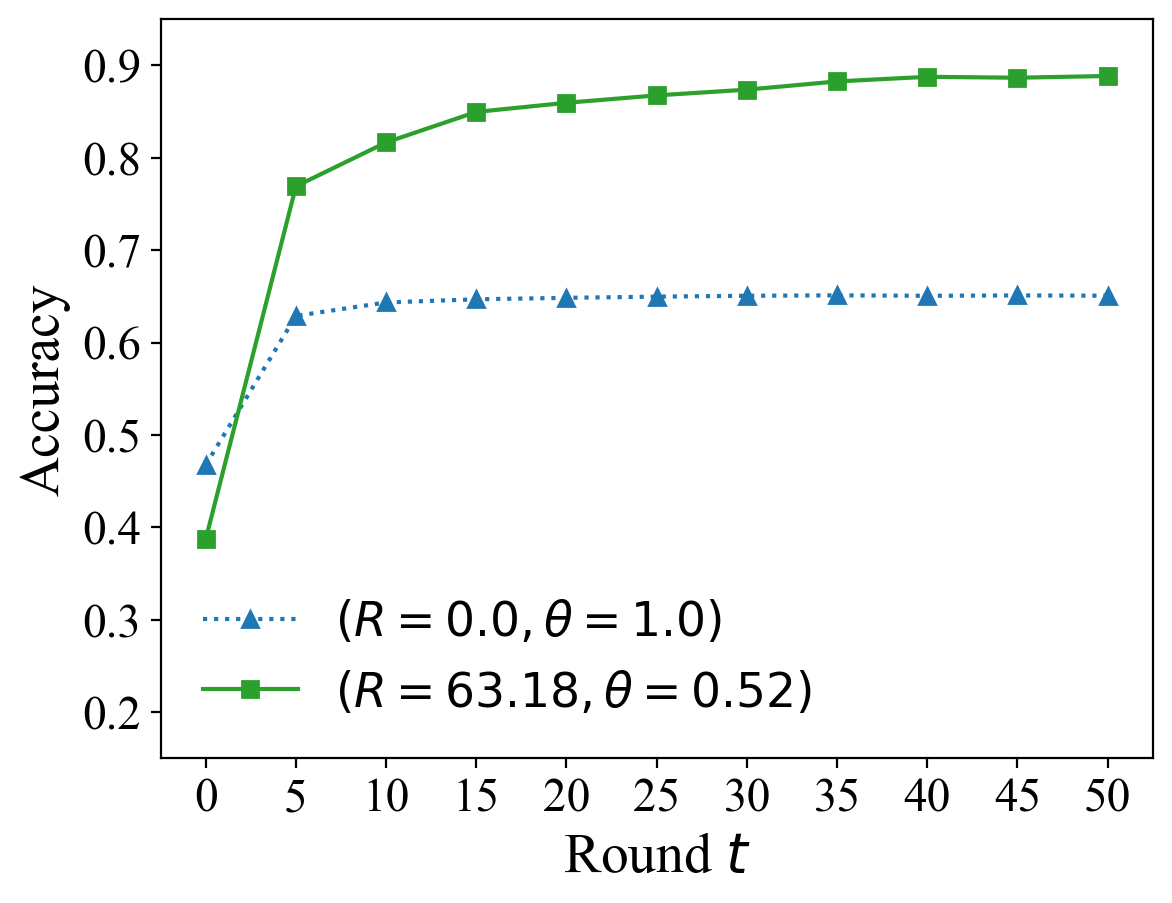 0.9
0.8
0.7
0.6
0.5
0.4
0.3
0.2
Accuracy
(R = 0.0, θ = 1.0)
(R = 63.18, θ = 0.52)
0 5 10 15 20 25 30 35 40 45 50
Round t